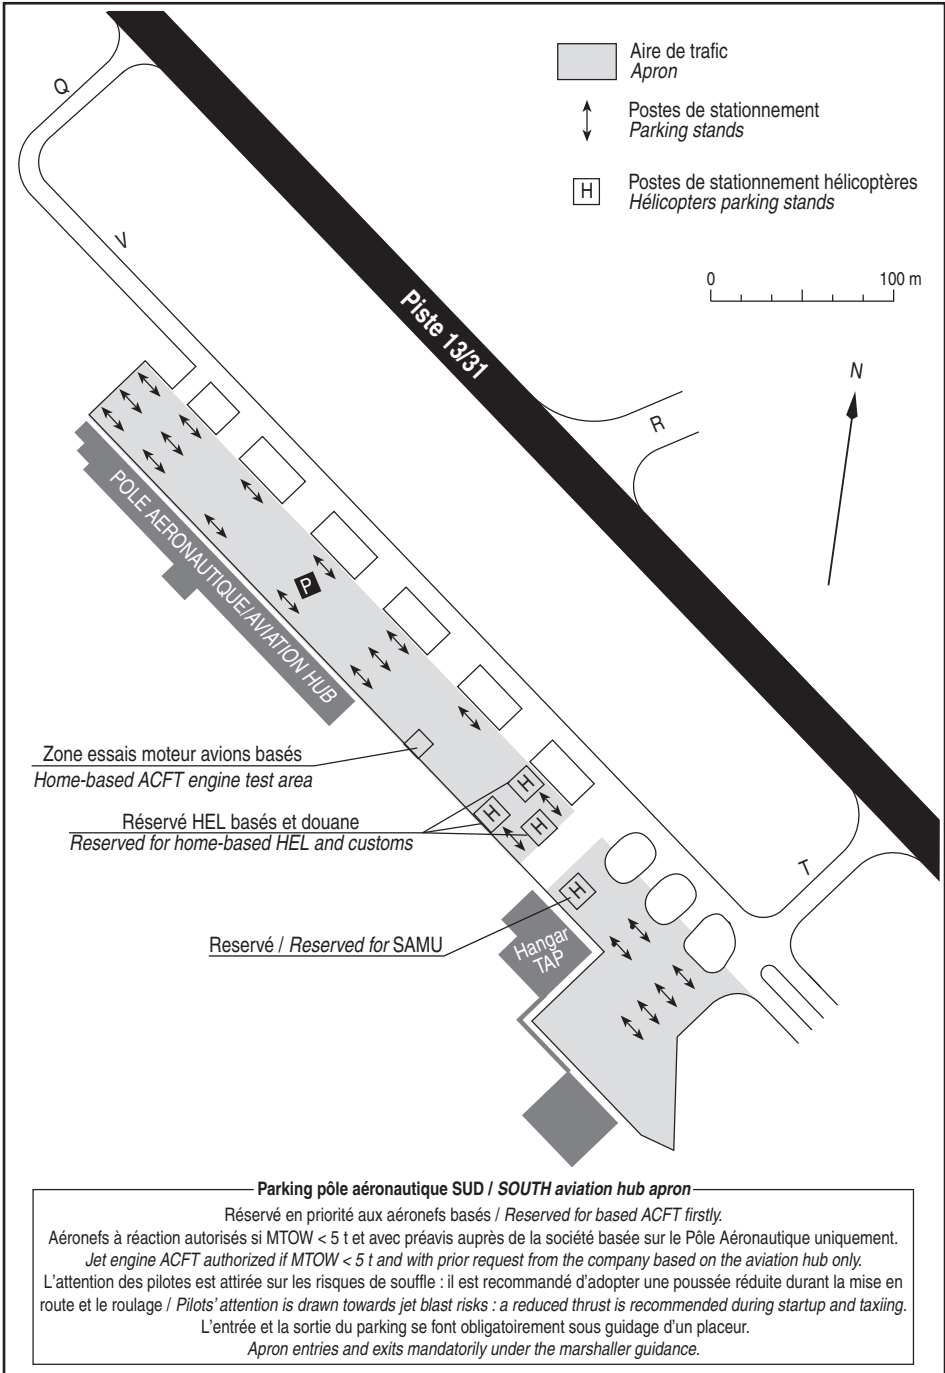 Q
Aire de trafic
Apron
Postes de stationnement
Parking stands
H
Postes de stationnement hélicoptères
Hélicopters parking stands
V
0
100 m
Piste 13/31
N
R
POLE AERONAUTIQUE/AVIATION HUB
P
Zone essais moteur avions basés
Home-based ACFT engine test area
H
H
H
Réservé HEL basés et douane
Reserved for home-based HEL and customs
T
H
Reservé / Reserved for SAMU
Hangar
TAP
Parking pôle aéronautique SUD / SOUTH aviation hub apron
Réservé en priorité aux aéronefs basés / Reserved for based ACFT firstly.
Aéronefs à réaction autorisés si MTOW < 5 t et avec préavis auprès de la société basée sur le Pôle Aéronautique uniquement.
Jet engine ACFT authorized if MTOW < 5 t and with prior request from the company based on the aviation hub only.
L'attention des pilotes est attirée sur les risques de souffle : il est recommandé d'adopter une poussée réduite durant la mise en
route et le roulage / Pilots' attention is drawn towards jet blast risks : a reduced thrust is recommended during startup and taxiing.
L'entrée et la sortie du parking se font obligatoirement sous guidage d'un placeur.
Apron entries and exits mandatorily under the marshaller guidance.